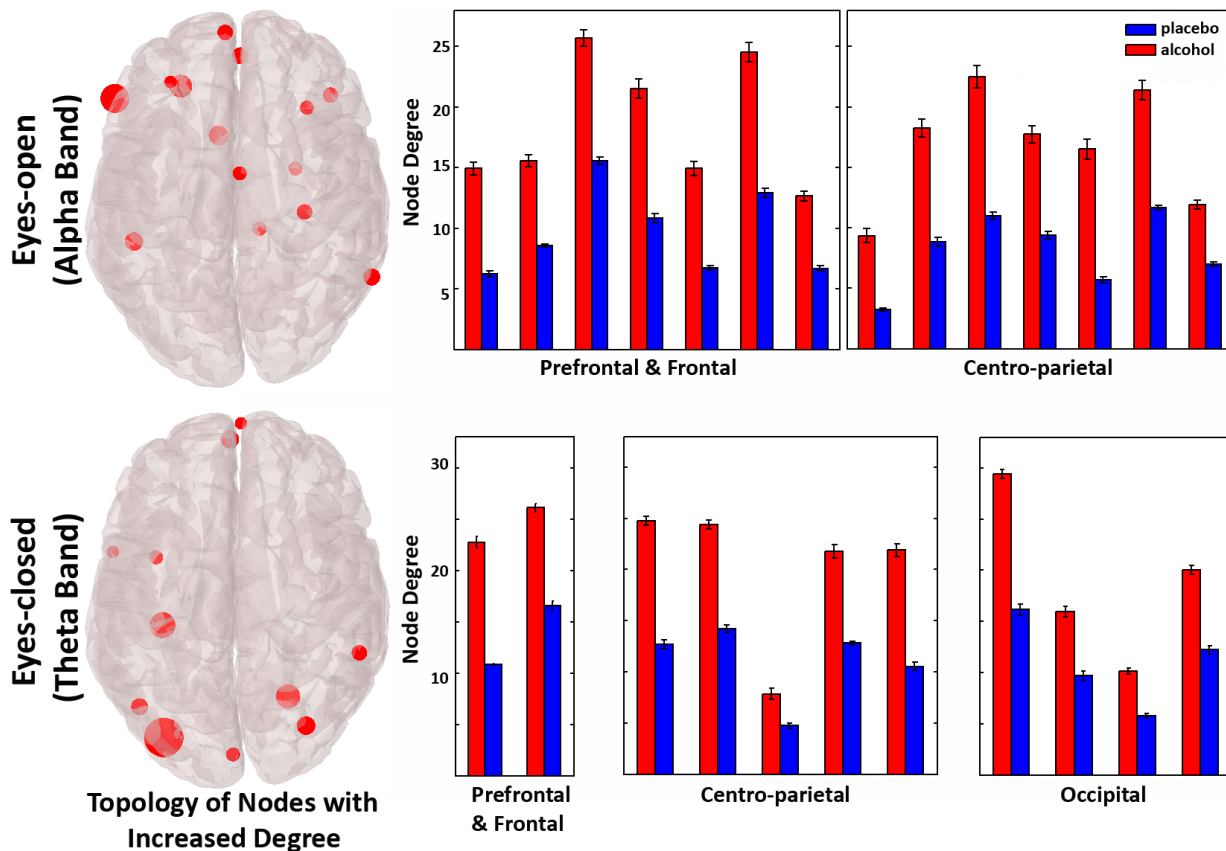 Eyes-open
(Alpha Band)
Node Degree
25
20
15
10
5
placebo
alcohol
Prefrontal & Frontal
Centro-parietal
Eyes-closed
(Theta Band)
Node Degree
30
20
10
Prefrontal
& Frontal
Centro-parietal
Occipital
Topology of Nodes with
Increased Degree